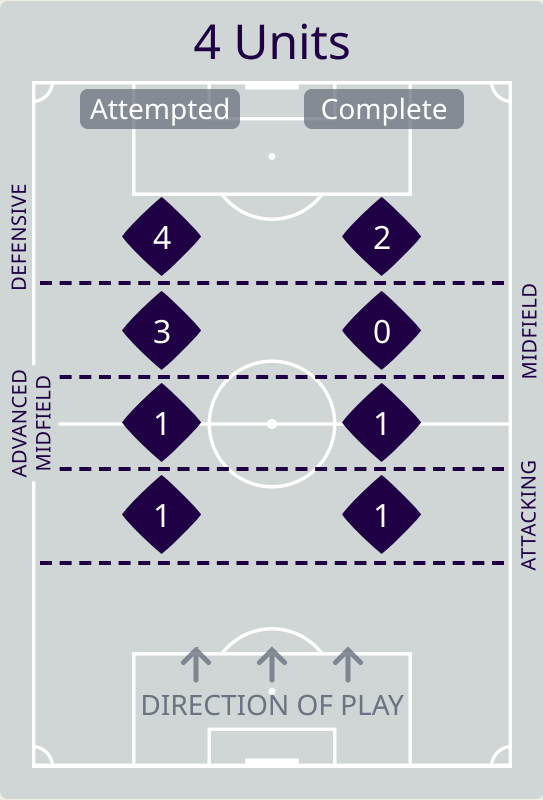 4 Units
Attempted
Complete
DEFENSIVE
4
2
MIDFIELD
3
0
ADVANCED
MIDFIELD
1
1
ATTACKING
1
1
DIRECTION OF PLAY